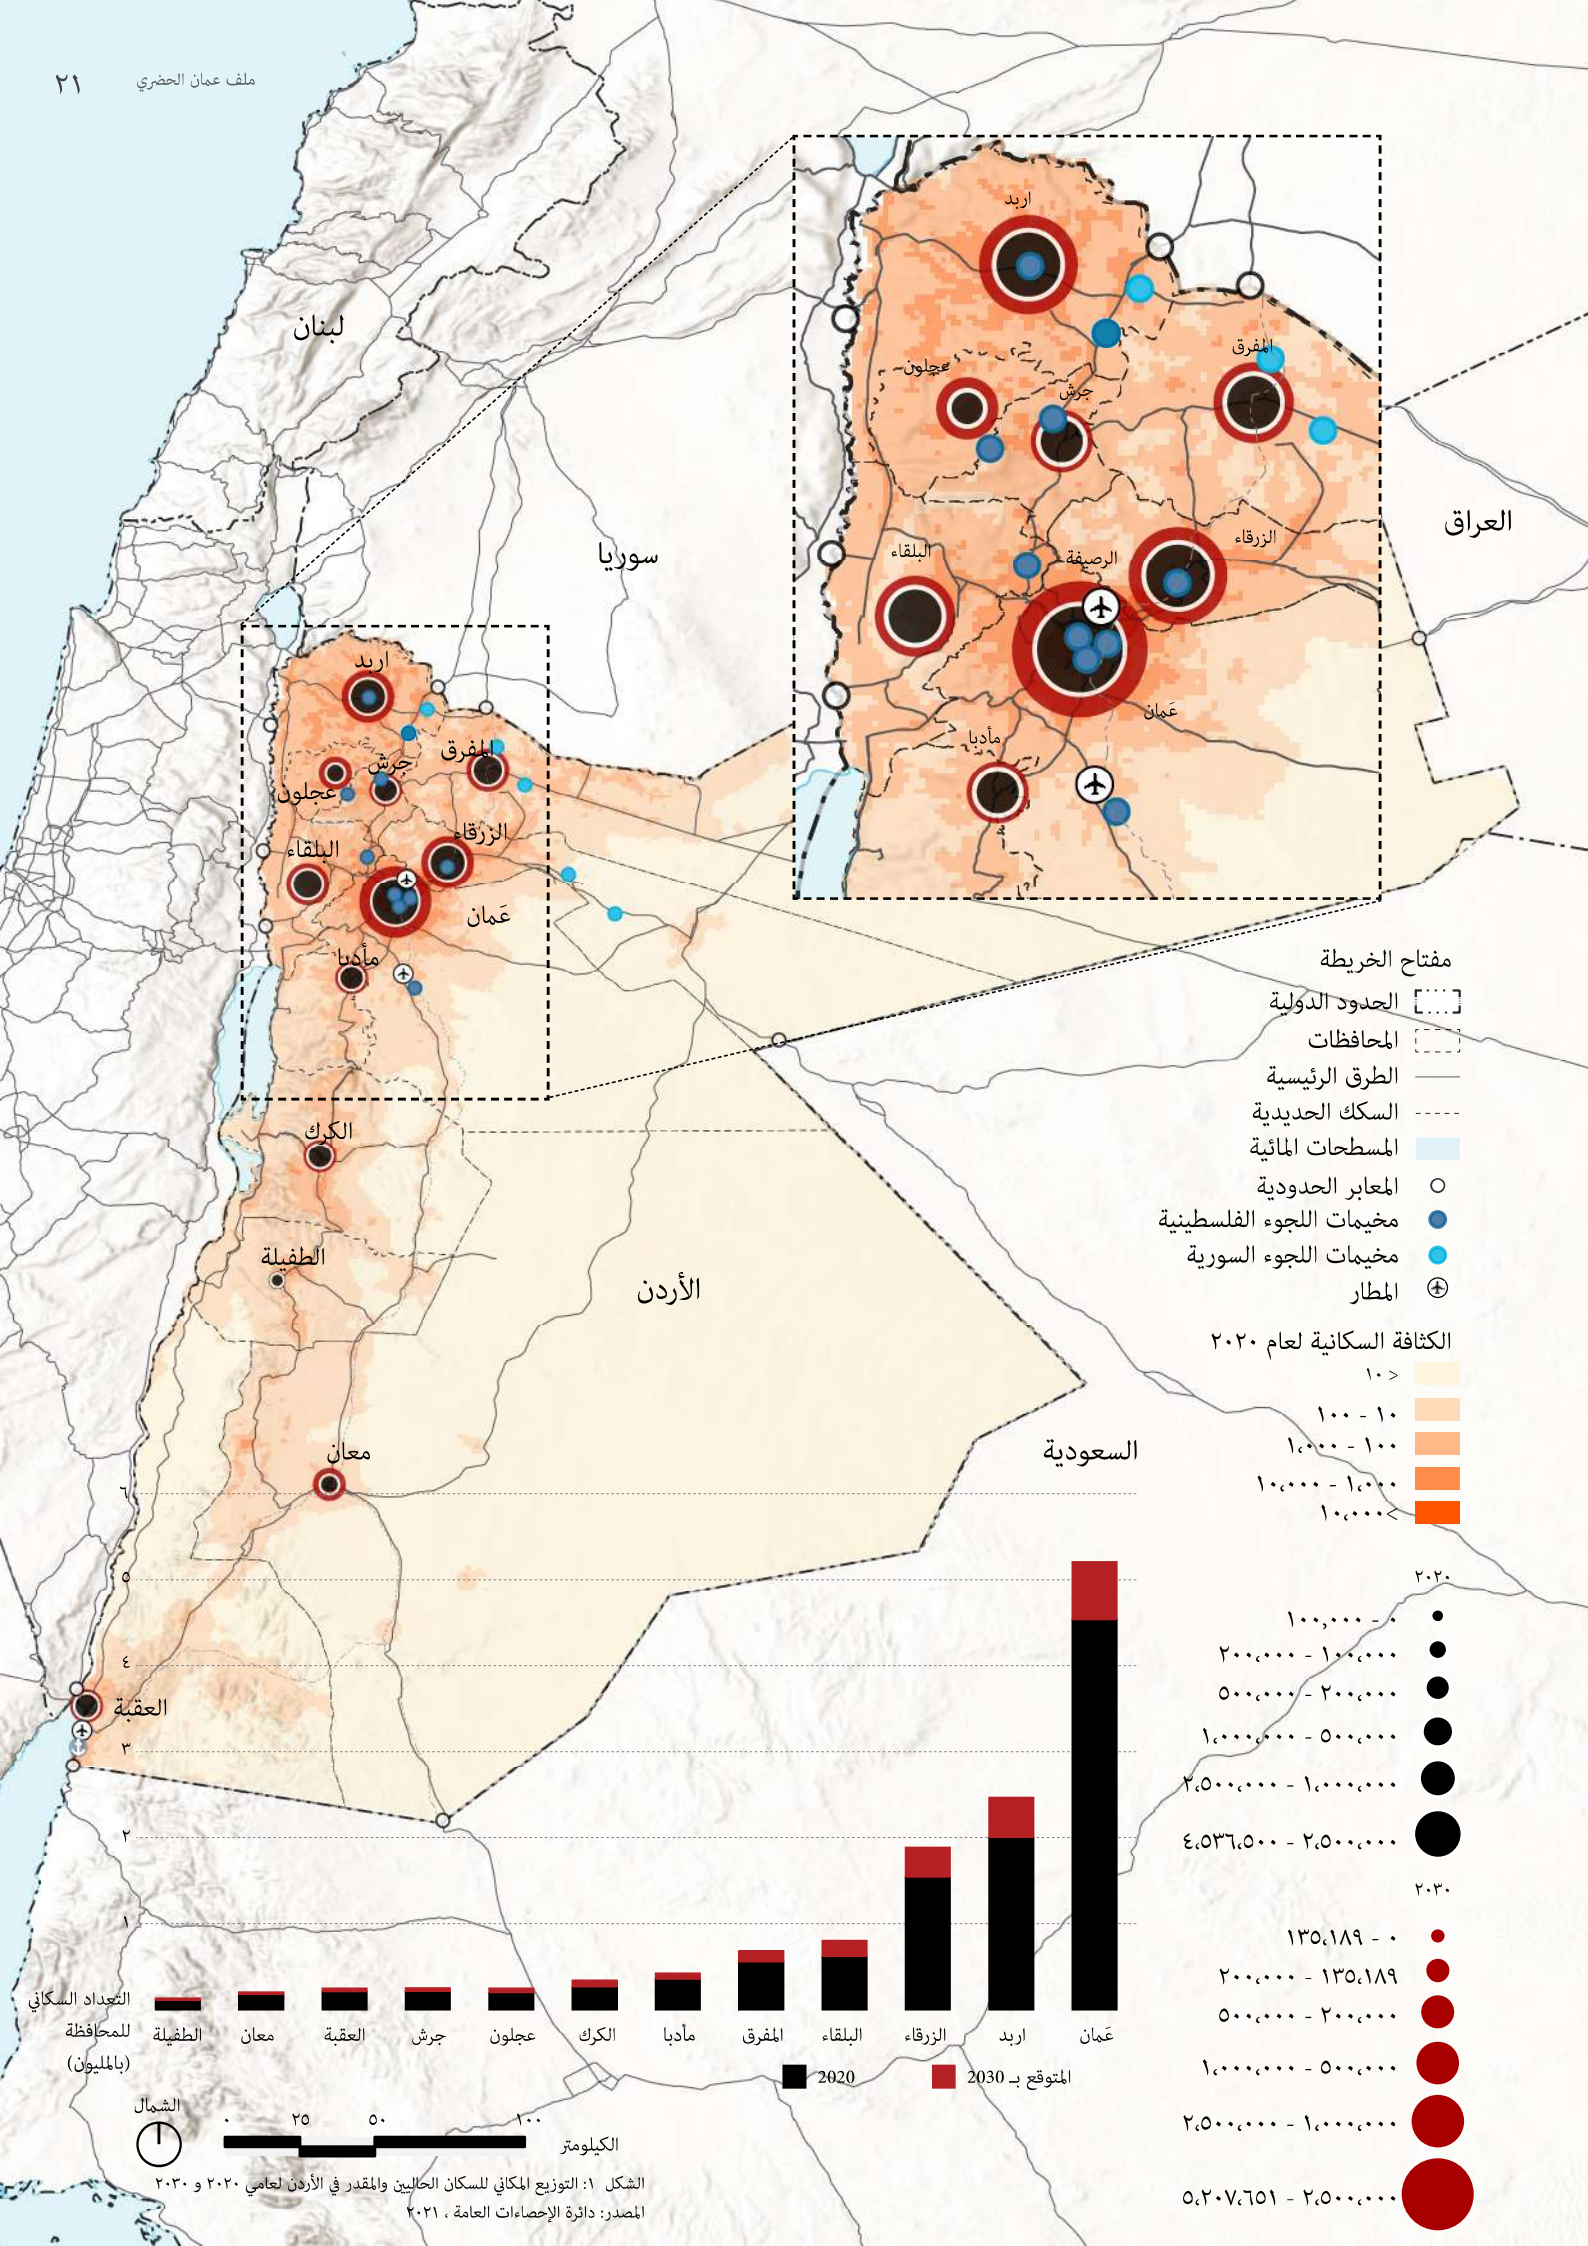 ٢١
ملف عمان الحضري
لبنان
سوريا
العراق
الأردن
السعودية
اربد
عجلون
جرش
المفرق
البلقاء
الرصيفة
الزرقاء
عَمان
مأدبا
اربد
المفرق
جرش
عجلون
الزرقاء
البلقاء
عَمان
مأدبا
الكرك
الطفيلة
معان
العقبة
مفتاح الخريطة
الحدود الدولية
المحافظات
الطرق الرئيسية
السكك الحديدية
المسطحات المائية
المعابر الحدودية
مخيمات اللجوء الفلسطينية
مخيمات اللجوء السورية
المطار
الكثافة السكانية لعام ٢٠٢٠
< ١٠
١٠ - ١٠٠
١٠٠ - ١،٠٠٠
١،٠٠٠ - ١٠،٠٠٠
>١٠،٠٠٠
٢٠٢٠
٠ - ١٠٠,٠٠٠
١٠٠،٠٠٠ - ٢٠٠،٠٠٠
٢٠٠،٠٠٠ - ٥٠٠،٠٠٠
٥٠٠،٠٠٠ - ١،٠٠٠،٠٠٠
١،٠٠٠،٠٠٠ - ٢،٥٠٠،٠٠٠
٢،٥٠٠،٠٠٠ - ٤،٥٣٦،٥٠٠
٢٠٣٠
٠ - ١٣٥،١٨٩
١٣٥،١٨٩ - ٢٠٠،٠٠٠
٢٠٠،٠٠٠ - ٥٠٠،٠٠٠
٥٠٠،٠٠٠ - ١،٠٠٠،٠٠٠
١،٠٠٠،٠٠٠ - ٢،٥٠٠،٠٠٠
٢،٥٠٠،٠٠٠ - ٥،٢٠٧،٦٥١
٦
٥
٤
٣
٢
١
التعداد السكاني
للمحافظة
(بالمليون)
عَمان اربد الزرقاء البلقاء المفرق مأدبا الكرك عجلون جرش العقبة معان الطفيلة
المتوقع بـ 2030
2020
الشمال
٠ ٢٥ ٥٠ ١٠٠
الكيلومتر
الشكل ١: التوزيع المكاني للسكان الحاليين والمقدر في الأردن لعامي ٢٠٢٠ و ٢٠٣٠
المصدر: دائرة الإحصاءات العامة ، ٢٠٢١